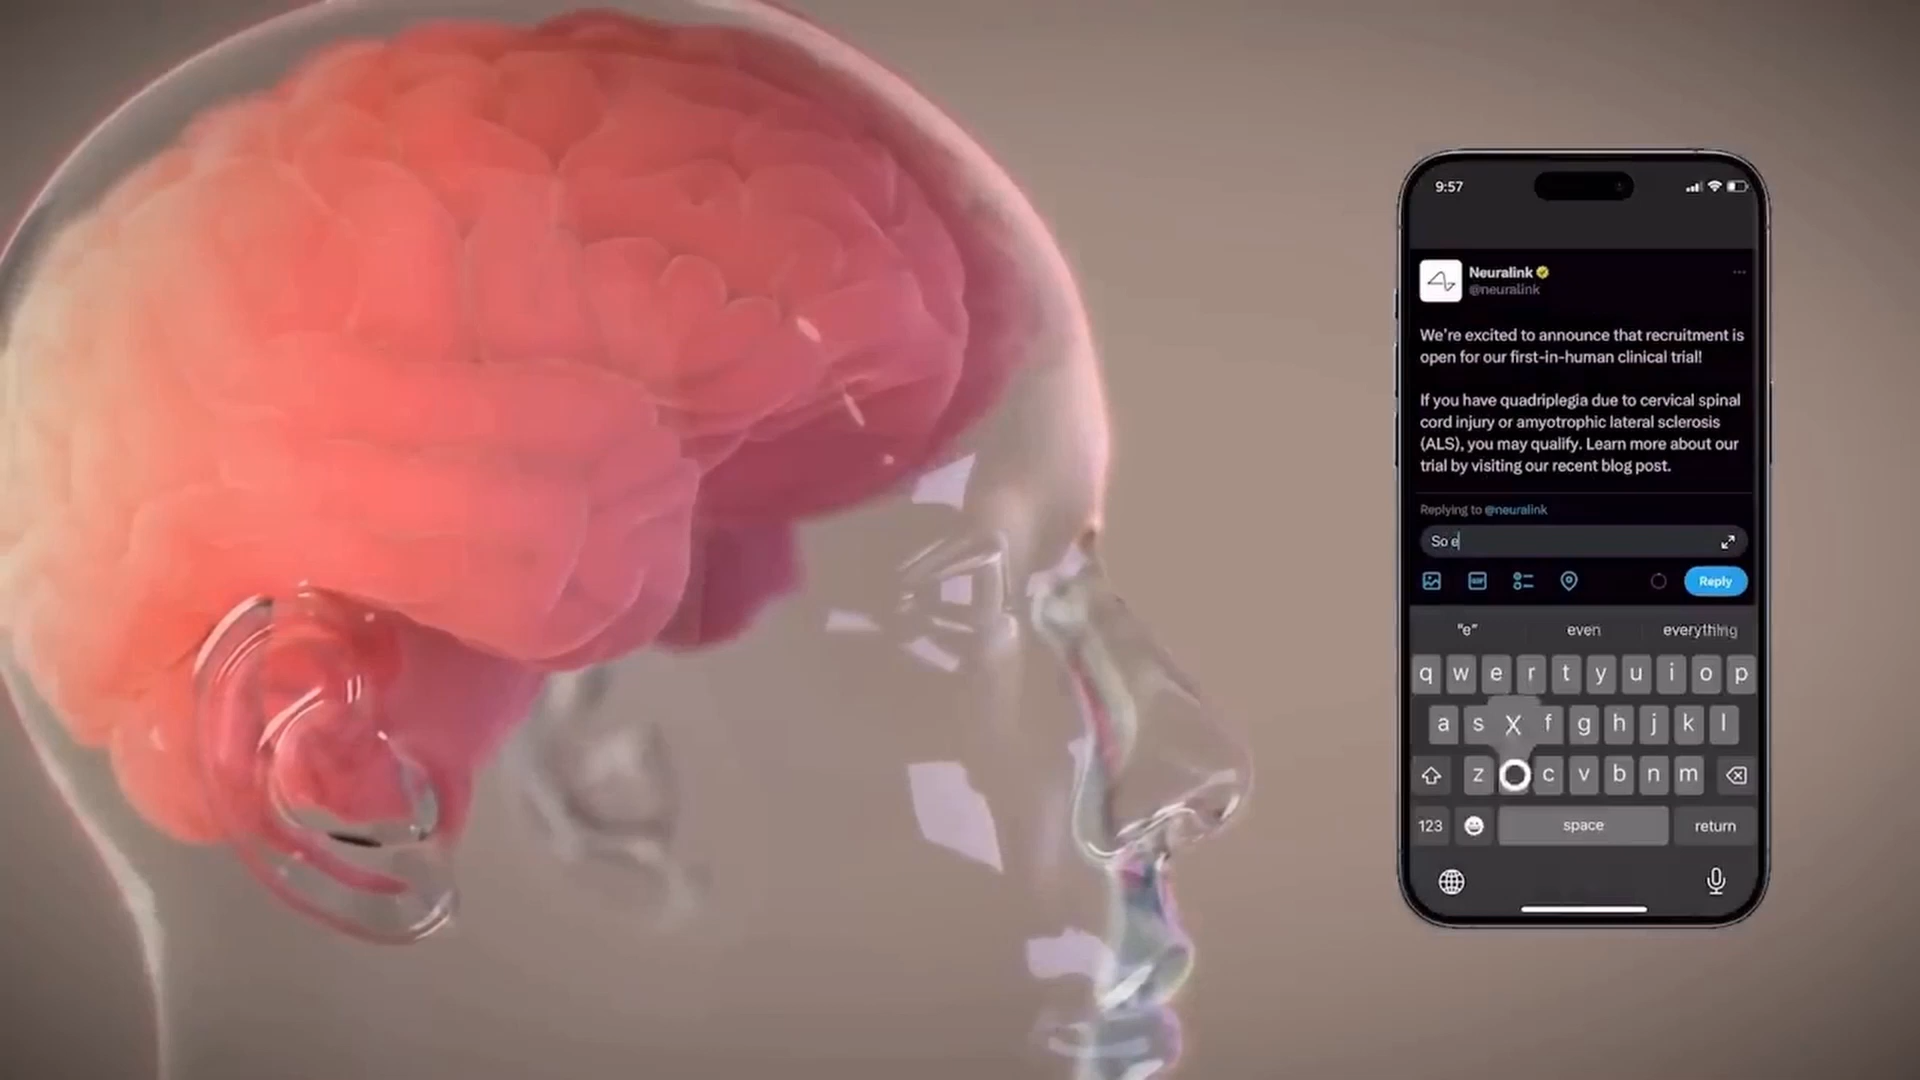 9:57
Neuralink
@neuralink
We're excited to announce that recruitment is
open for our first-in-human clinical trial!
If you have quadriplegia due to cervical spinal
cord injury or amyotrophic lateral sclerosis
(ALS), you may qualify. Learn more about our
trial by visiting our recent blog post.
Replying to @neuralink
So e
GIF
Reply
"e" even everything
q w e r t y u i o p
a s X f g h j k l
z c v b n m
123 space return